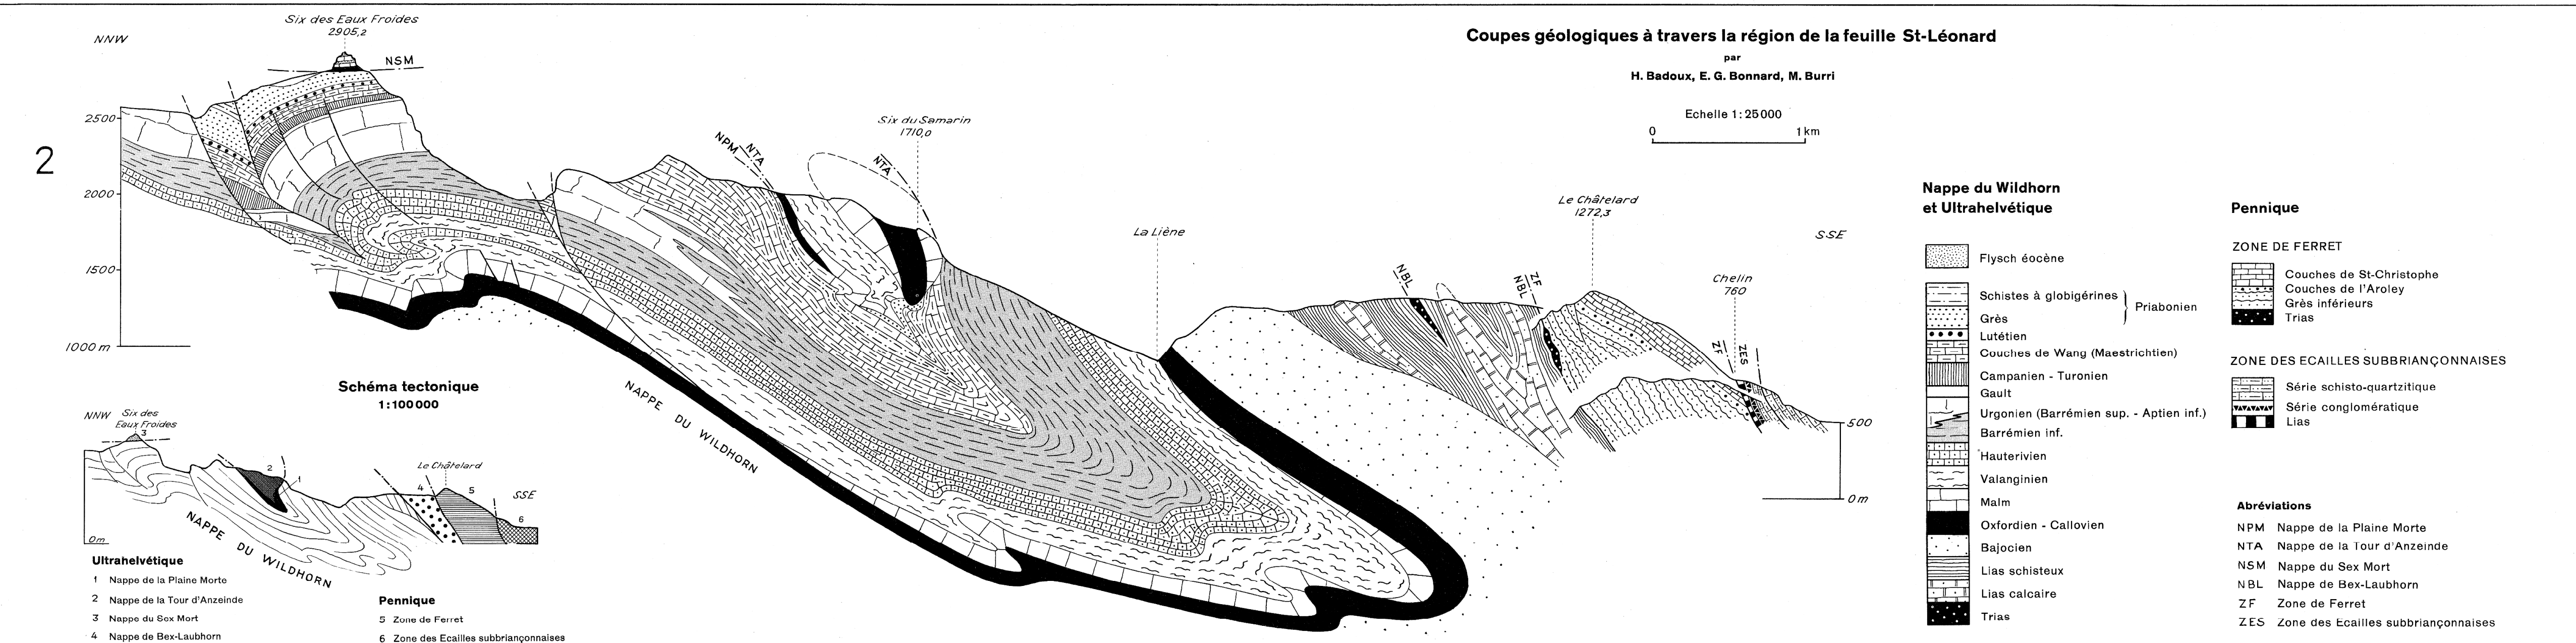 Coupes géologiques à travers la région de la feuille St-Léonard
par
H. Badoux, E. G. Bonnard, M. Burri
Echelle 1:25000
0 1 km
2
NNW
Six des Eaux Froides
2905,2
NSM
2500
2000
1500
1000 m
NPM
NTA
Six du Samarin
1710,0
NTA
La Liène
NBL
ZF
NBL
Le Châtelard
1272,3
Chelin
760
ZF
ZES
SSE
500
0 m
NAPPE DU WILDHORN
Schéma tectonique
1:100 000
NNW
Six des
Eaux Froides
3
2
1
Le Châtelard
4
5
SSE
6
0 m
NAPPE DU WILDHORN
Ultrahelvétique
1 Nappe de la Plaine Morte
2 Nappe de la Tour d'Anzeinde
3 Nappe du Sex Mort
4 Nappe de Bex-Laubhorn
Pennique
5 Zone de Ferret
6 Zone des Ecailles subbriançonnaises
Nappe du Wildhorn
et Ultrahelvétique
Flysch éocène
Schistes à globigérines
Grès
Priabonien
Lutétien
Couches de Wang (Maestrichtien)
Campanien - Turonien
Gault
Urgonien (Barrémien sup. - Aptien inf.)
Barrémien inf.
Hauterivien
Valanginien
Malm
Oxfordien - Callovien
Bajocien
Lias schisteux
Lias calcaire
Trias
Pennique
ZONE DE FERRET
Couches de St-Christophe
Couches de l'Aroley
Grès inférieurs
Trias
ZONE DES ECAILLES SUBBRIANÇONNAISES
Série schisto-quartzitique
Série conglomératique
Lias
Abréviations
NPM Nappe de la Plaine Morte
NTA Nappe de la Tour d'Anzeinde
NSM Nappe du Sex Mort
NBL Nappe de Bex-Laubhorn
ZF Zone de Ferret
ZES Zone des Ecailles subbriançonnaises